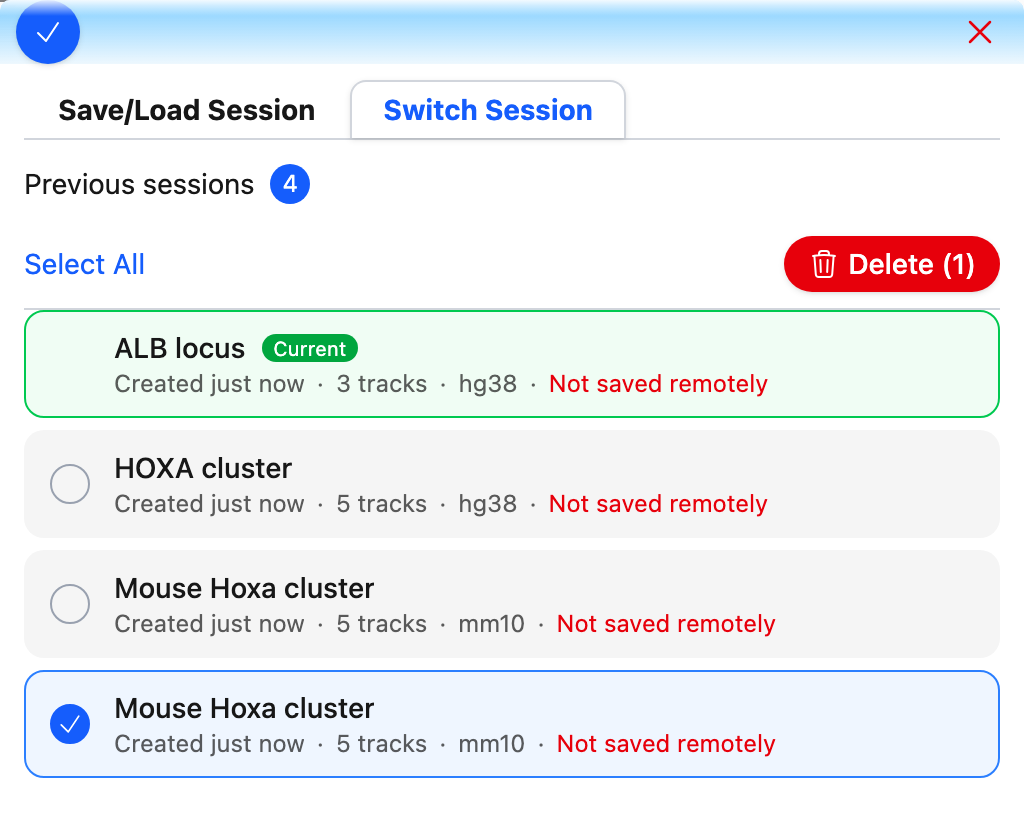 Save/Load Session
Switch Session
Previous sessions 4
Select All
Delete (1)
ALB locus Current
Created just now · 3 tracks · hg38 · Not saved remotely
HOXA cluster
Created just now · 5 tracks · hg38 · Not saved remotely
Mouse Hoxa cluster
Created just now · 5 tracks · mm10 · Not saved remotely
Mouse Hoxa cluster
Created just now · 5 tracks · mm10 · Not saved remotely